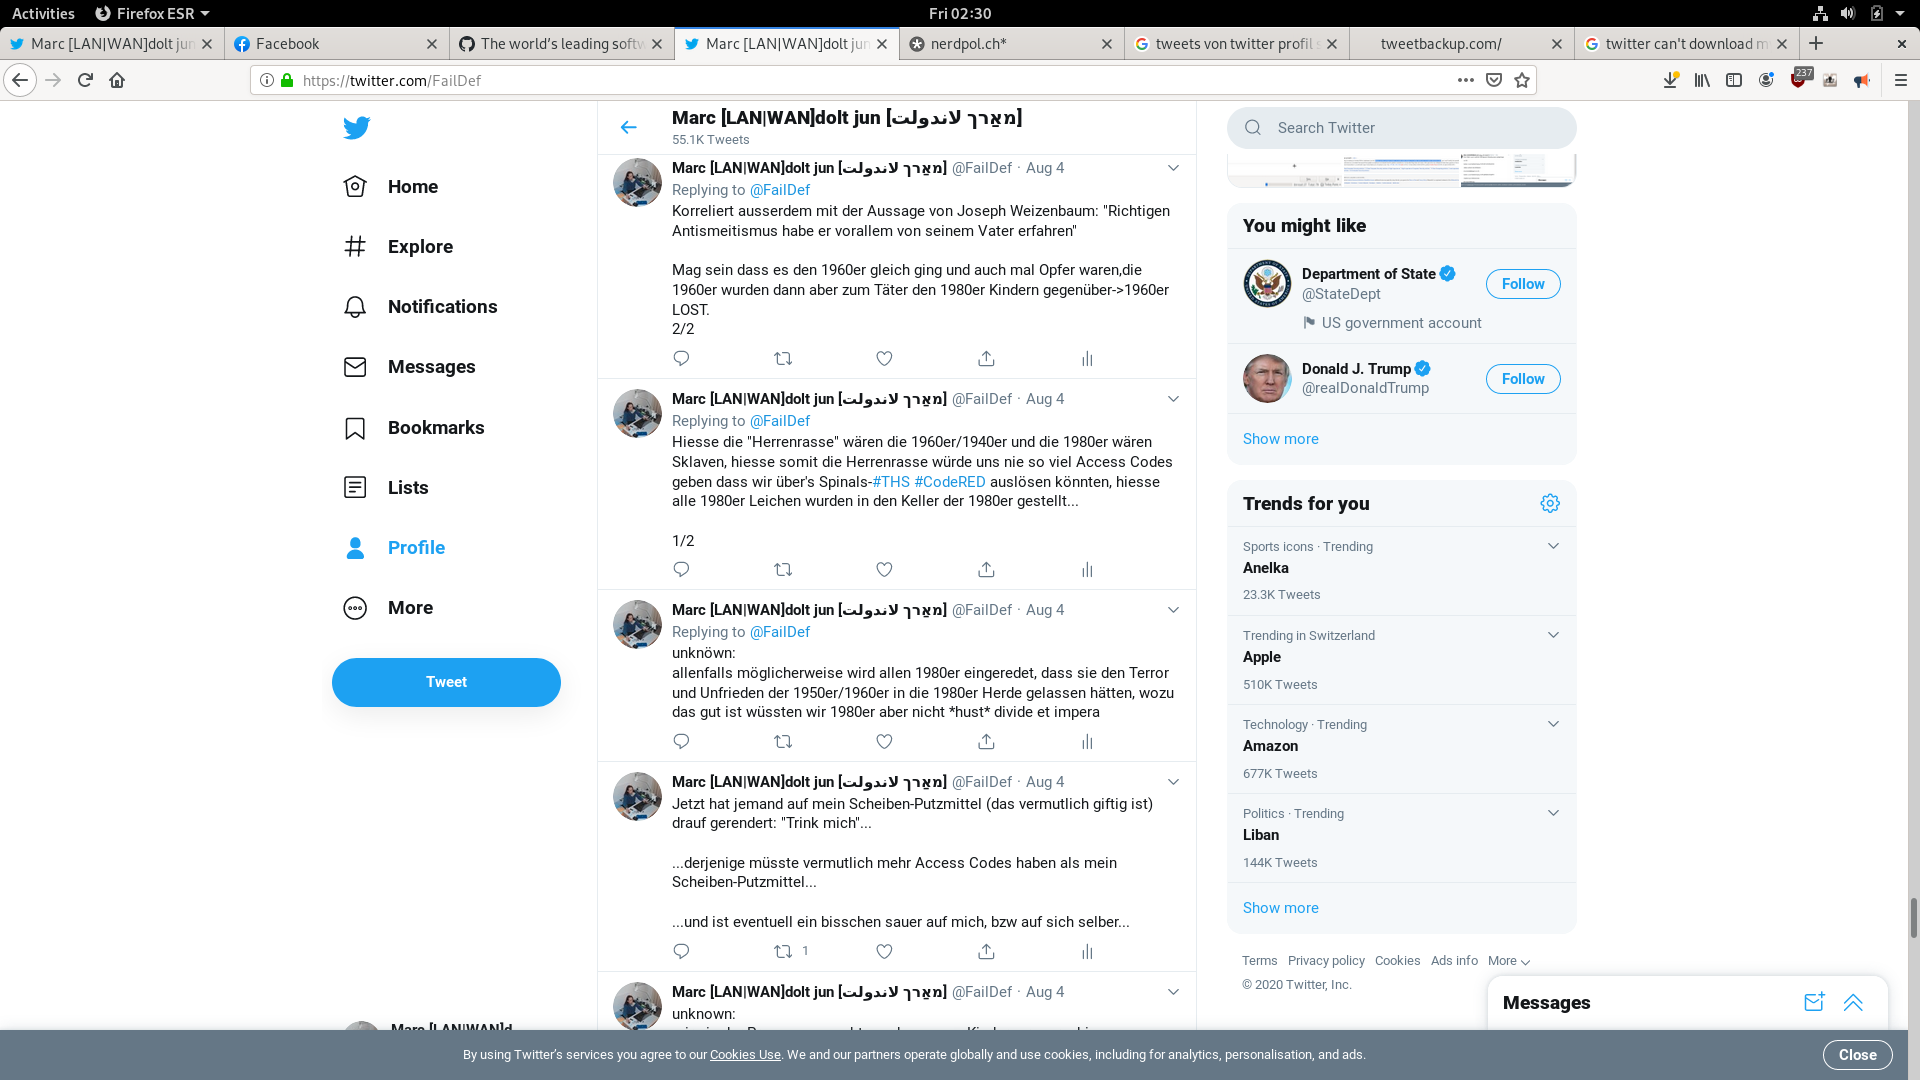 Activities
Firefox ESR
Fri 02:30
Marc [LAN|WAN]dolt jun
Facebook
The world's leading softw
Marc [LAN|WAN]dolt jun
nerdpol.ch*
tweets von twitter profil s
tweetbackup.com/
twitter can't download m
https://twitter.com/FailDef
237
Home
Explore
Notifications
Messages
Bookmarks
Lists
Profile
More
Tweet
Marc [LAN|WAN]d
Marc [LAN|WAN]dolt jun [מאַרך לאנדולת]
55.1K Tweets
Marc [LAN|WAN]dolt jun [מאַרך לאנדולת] @FailDef · Aug 4
Replying to @FailDef
Korreliert ausserdem mit der Aussage von Joseph Weizenbaum: "Richtigen
Antismeitismus habe er vorallem von seinem Vater erfahren"
Mag sein dass es den 1960er gleich ging und auch mal Opfer waren,die
1960er wurden dann aber zum Täter den 1980er Kindern gegenüber->1960er
LOST.
2/2
Marc [LAN|WAN]dolt jun [מאַרך לאנדולת] @FailDef · Aug 4
Replying to @FailDef
Hiesse die "Herrenrasse" wären die 1960er/1940er und die 1980er wären
Sklaven, hiesse somit die Herrenrasse würde uns nie so viel Access Codes
geben dass wir über's Spinals-#THS #CodeRED auslösen könnten, hiesse
alle 1980er Leichen wurden in den Keller der 1980er gestellt...
1/2
Marc [LAN|WAN]dolt jun [מאַרך לאנדולת] @FailDef · Aug 4
Replying to @FailDef
unknöwn:
allenfalls möglicherweise wird allen 1980er eingeredet, dass sie den Terror
und Unfrieden der 1950er/1960er in die 1980er Herde gelassen hätten, wozu
das gut ist wüssten wir 1980er aber nicht *hust* divide et impera
Marc [LAN|WAN]dolt jun [מאַרך לאנדולת] @FailDef · Aug 4
Jetzt hat jemand auf mein Scheiben-Putzmittel (das vermutlich giftig ist)
drauf gerendert: "Trink mich"...
...derjenige müsste vermutlich mehr Access Codes haben als mein
Scheiben-Putzmittel...
...und ist eventuell ein bisschen sauer auf mich, bzw auf sich selber...
1
Marc [LAN|WAN]dolt jun [מאַרך לאנדולת] @FailDef · Aug 4
unknown:
Search Twitter
You might like
Department of State
@StateDept
Follow
US government account
Donald J. Trump
@realDonaldTrump
Follow
Show more
Trends for you
Sports icons · Trending
Anelka
23.3K Tweets
Trending in Switzerland
Apple
510K Tweets
Technology · Trending
Amazon
677K Tweets
Politics · Trending
Liban
144K Tweets
Show more
Terms Privacy policy Cookies Ads info More
© 2020 Twitter, Inc.
Messages
By using Twitter's services you agree to our Cookies Use. We and our partners operate globally and use cookies, including for analytics, personalisation, and ads.
Close